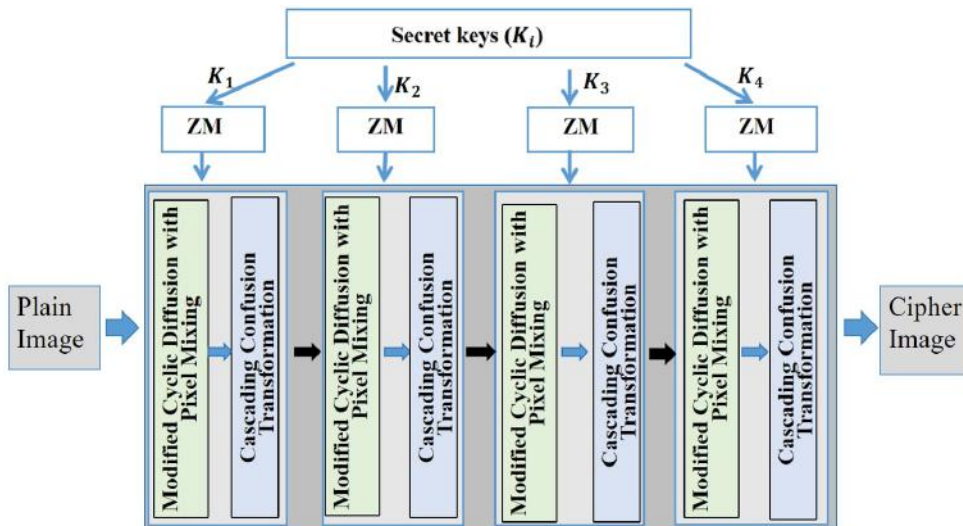 Secret keys (K_i)
K_1
K_2
K_3
K_4
ZM
ZM
ZM
ZM
Plain
Image
Modified Cyclic Diffusion with
Pixel Mixing
Cascading Confusion
Transformation
Modified Cyclic Diffusion with
Pixel Mixing
Cascading Confusion
Transformation
Modified Cyclic Diffusion with
Pixel Mixing
Cascading Confusion
Transformation
Modified Cyclic Diffusion with
Pixel Mixing
Cascading Confusion
Transformation
Cipher
Image